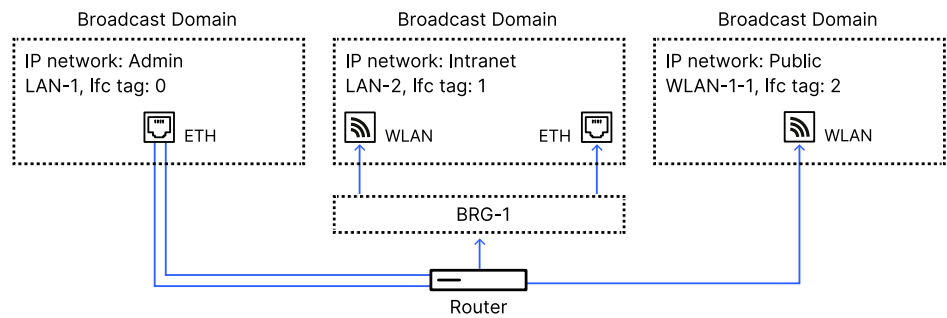 Broadcast Domain
IP network: Admin
LAN-1, Ifc tag: 0
ETH
Broadcast Domain
IP network: Intranet
LAN-2, Ifc tag: 1
WLAN
ETH
Broadcast Domain
IP network: Public
WLAN-1-1, Ifc tag: 2
WLAN
BRG-1
Router